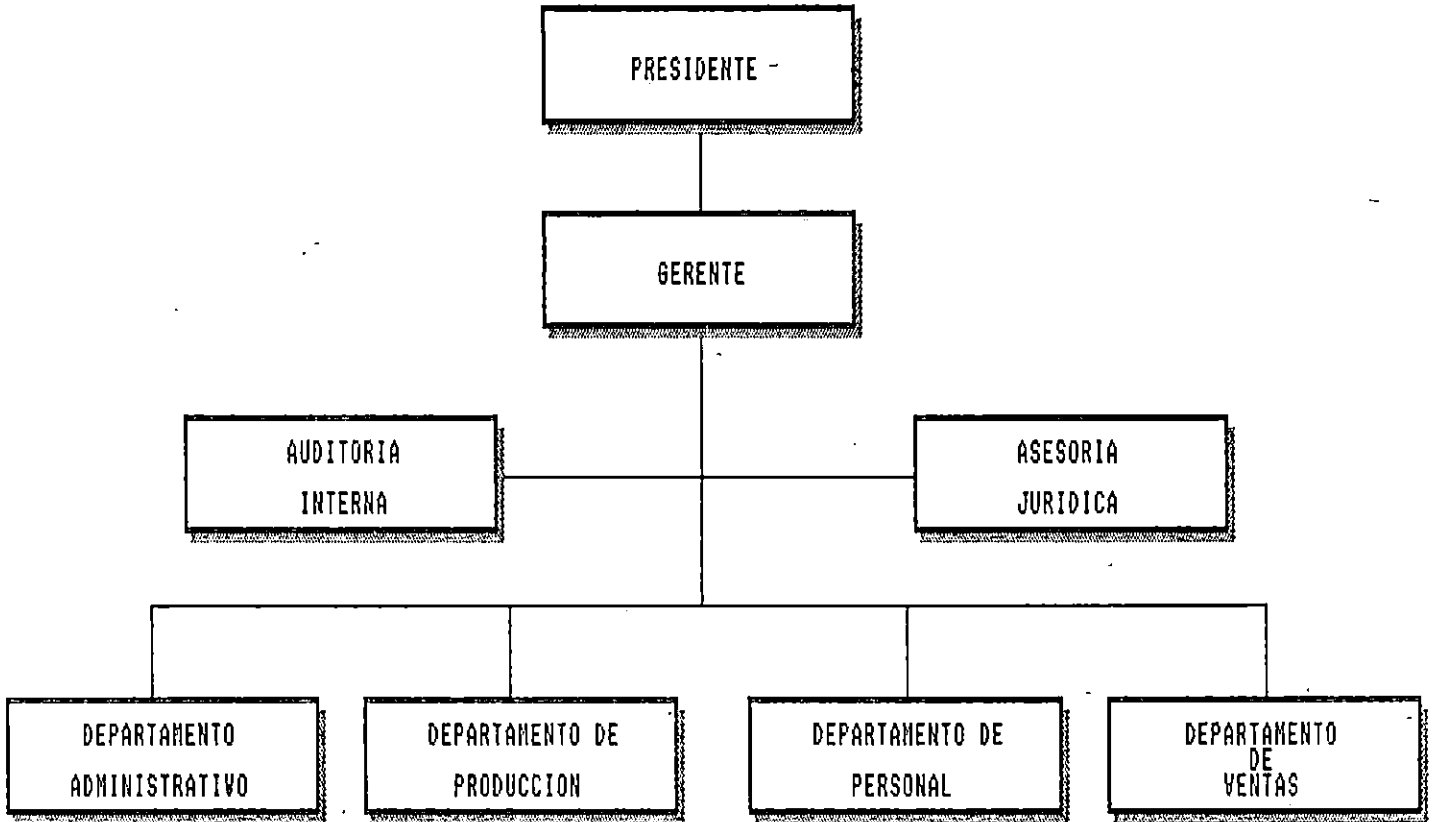 PRESIDENTE -
GERENTE
AUDITORIA
INTERNA
ASESORIA
JURIDICA
DEPARTAMENTO
ADMINISTRATIVO
DEPARTAMENTO DE
PRODUCCION
DEPARTAMENTO DE
PERSONAL
DEPARTAMENTO
DE
VENTAS